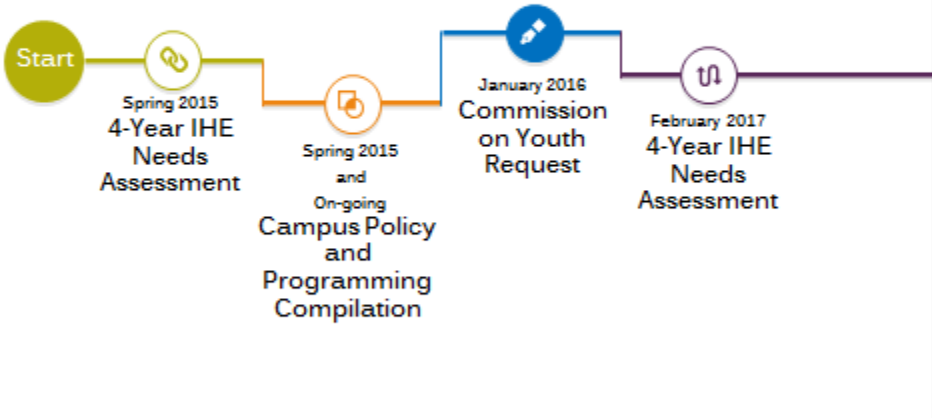 Start
Spring 2015
4-Year IHE
Needs
Assessment
Spring 2015
and
On-going
Campus Policy
and
Programming
Compilation
January 2016
Commission
on Youth
Request
February 2017
4-Year IHE
Needs
Assessment